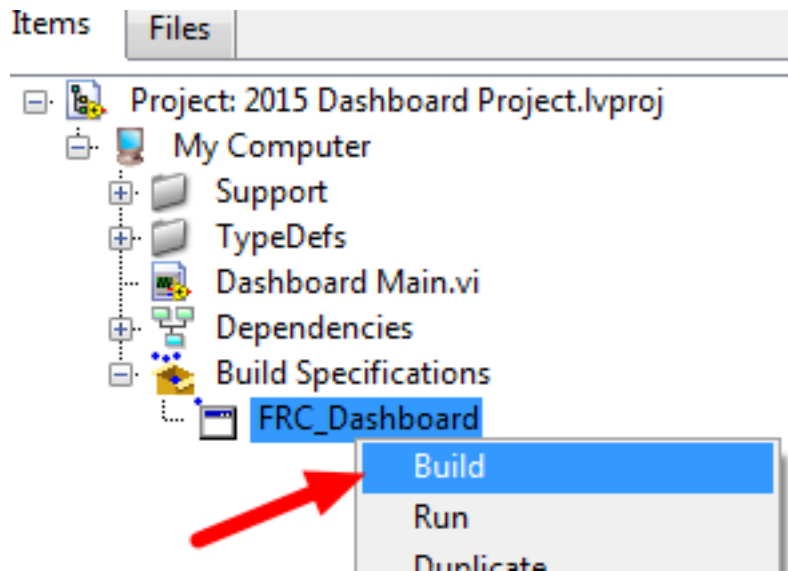 Items Files
Project: 2015 Dashboard Project.lvproj
My Computer
Support
TypeDefs
Dashboard Main.vi
Dependencies
Build Specifications
FRC_Dashboard
Build
Run
Duplicate